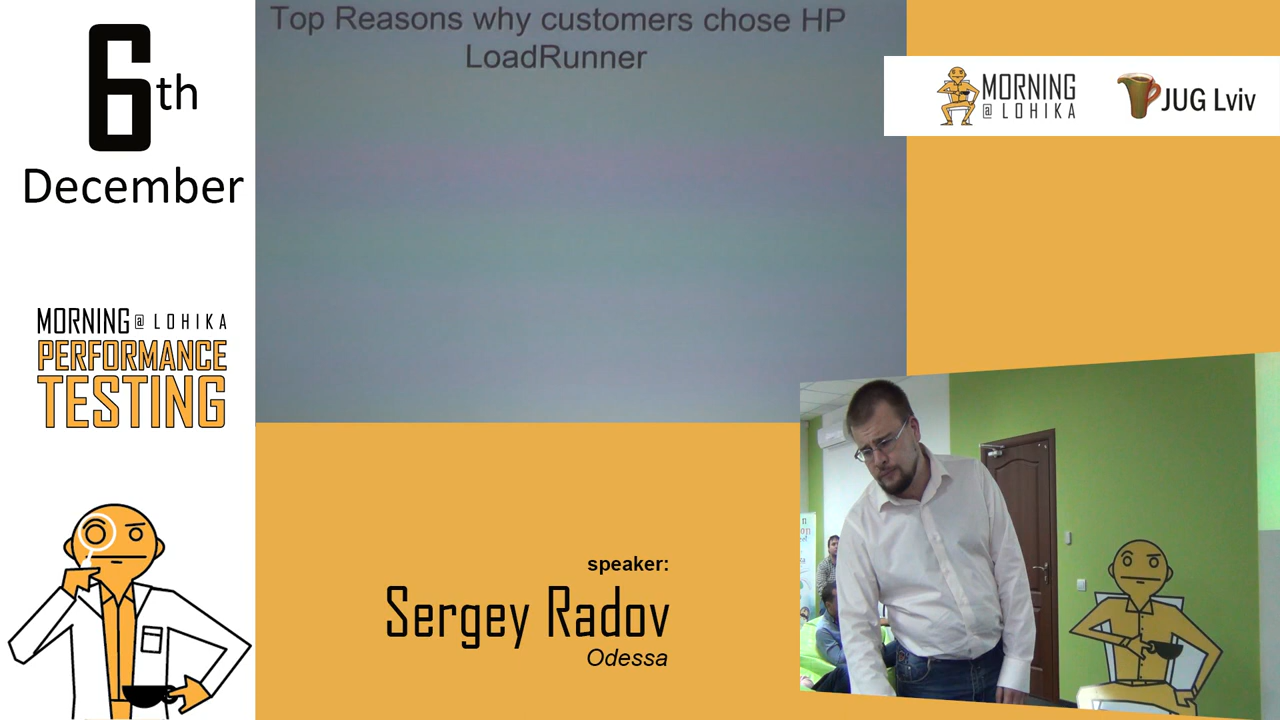 6th
December
MORNING @ LOHIKA
PERFORMANCE
TESTING
Top Reasons why customers chose HP
LoadRunner
MORNING
@ LOHIKA
JUG Lviv
speaker:
Sergey Radov
Odessa